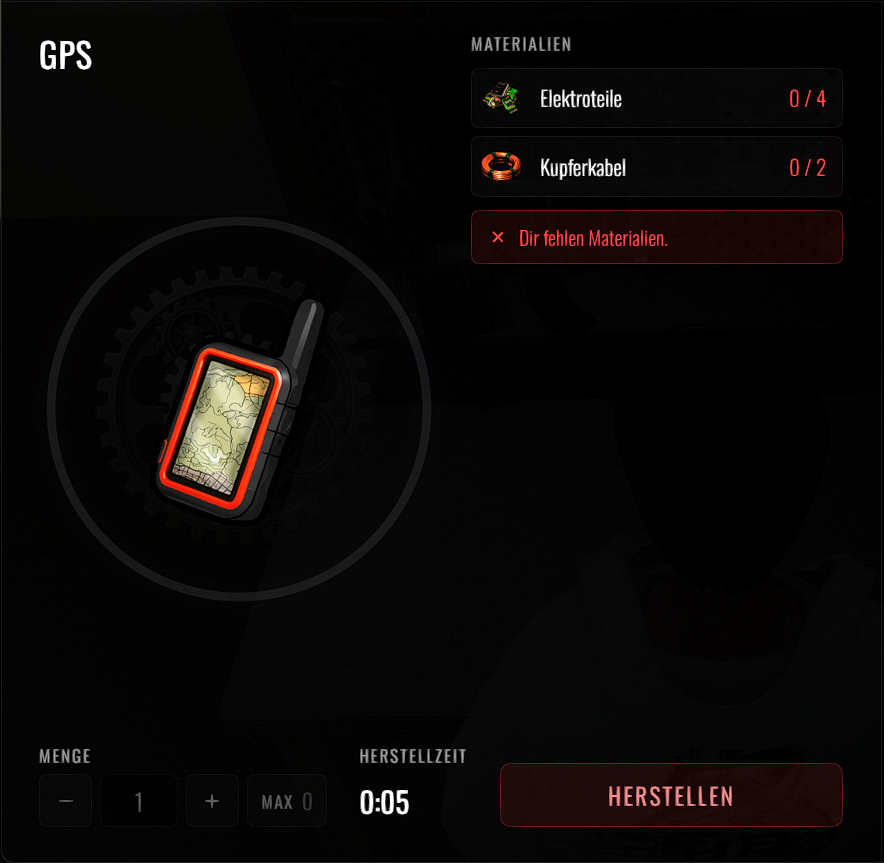 GPS
MATERIALIEN
Elektroteile 0 / 4
Kupferkabel 0 / 2
Dir fehlen Materialien.
MENGE
− 1 + MAX 0
HERSTELLZEIT
0:05
HERSTELLEN